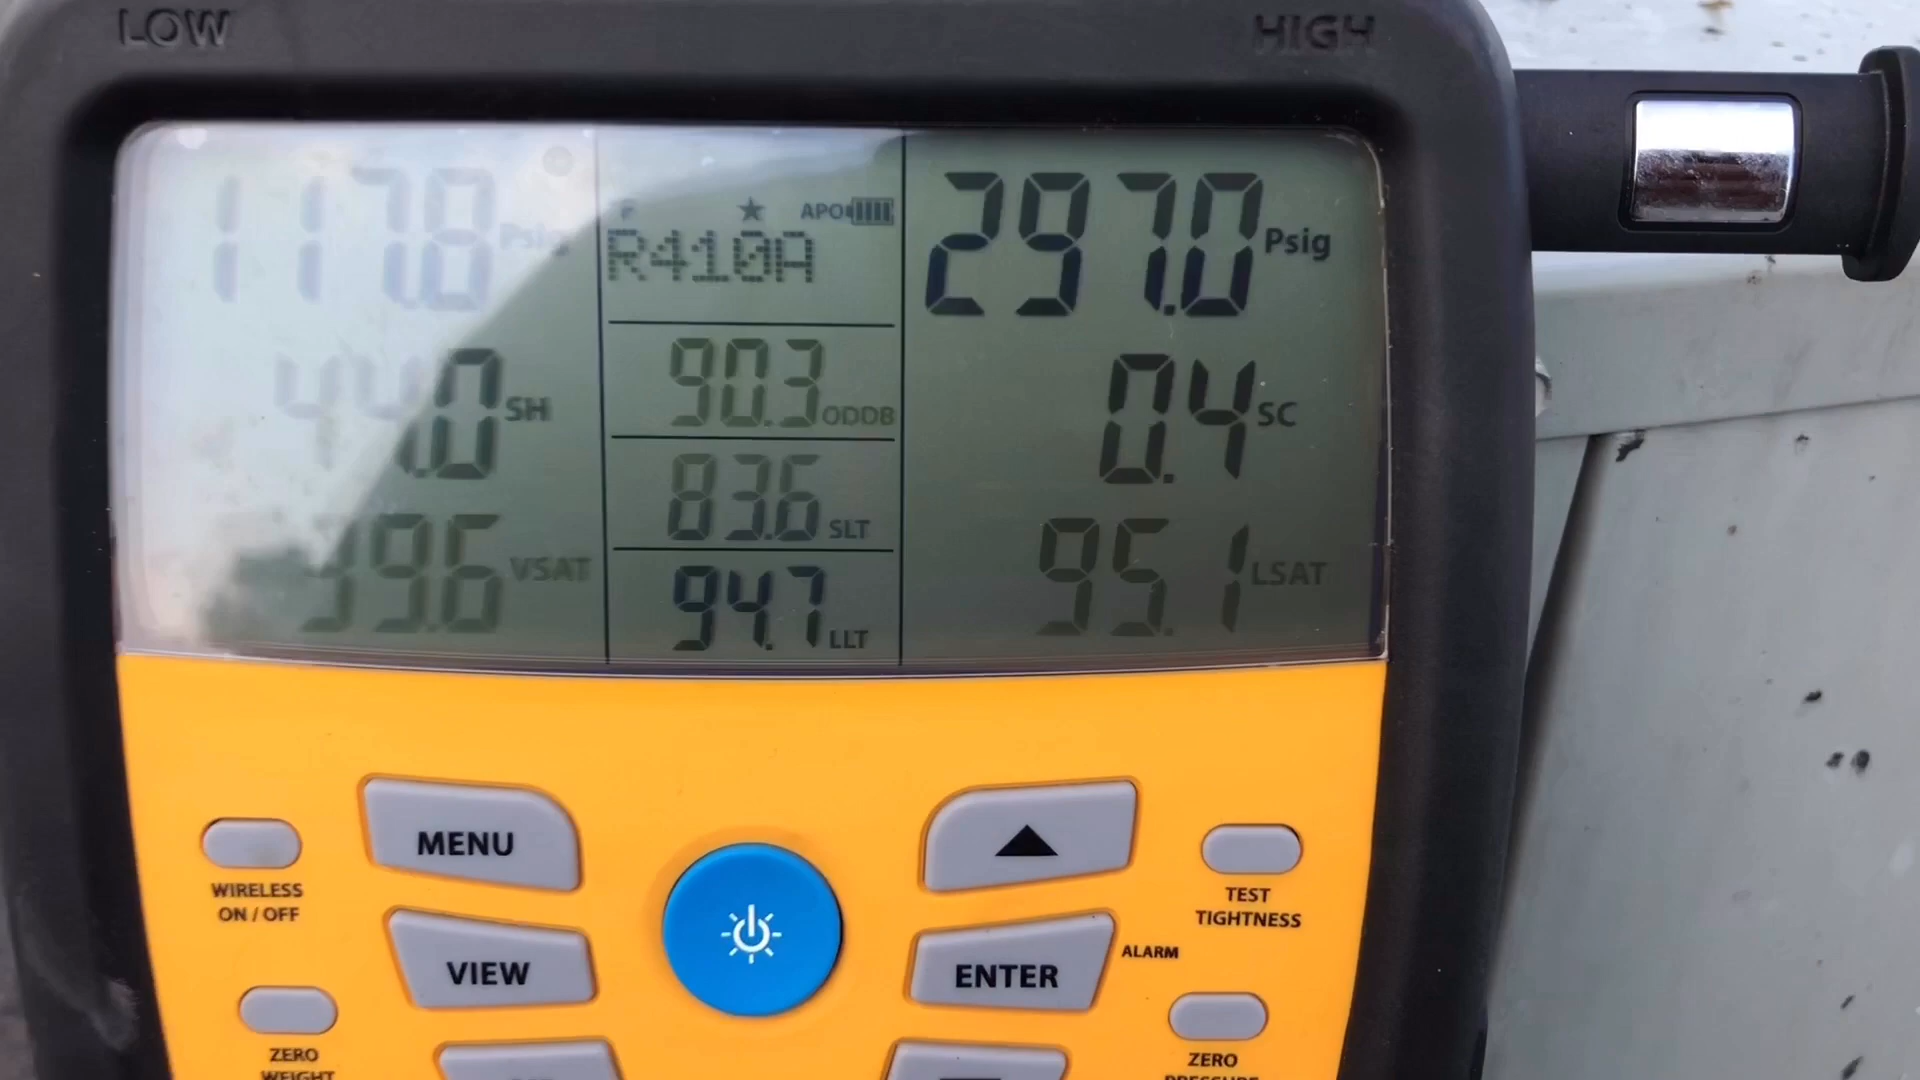 LOW HIGH
117.8 Psig
F ★ APO
R410A
297.0 Psig
44.0 SH
90.3 ODDB
0.4 SC
83.6 SLT
39.6 VSAT
94.7 LLT
95.1 LSAT
MENU
WIRELESS
ON / OFF
VIEW
ZERO
WEIGHT
▲
TEST
TIGHTNESS
ENTER
ALARM
ZERO
PRESSURE